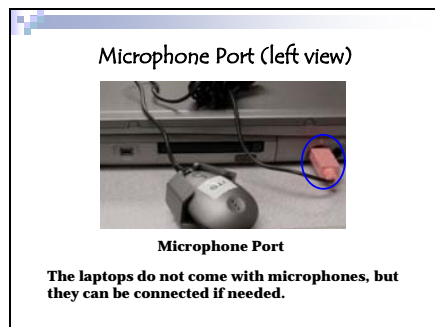 Microphone Port (left view)
Microphone Port
The laptops do not come with microphones, but
they can be connected if needed.